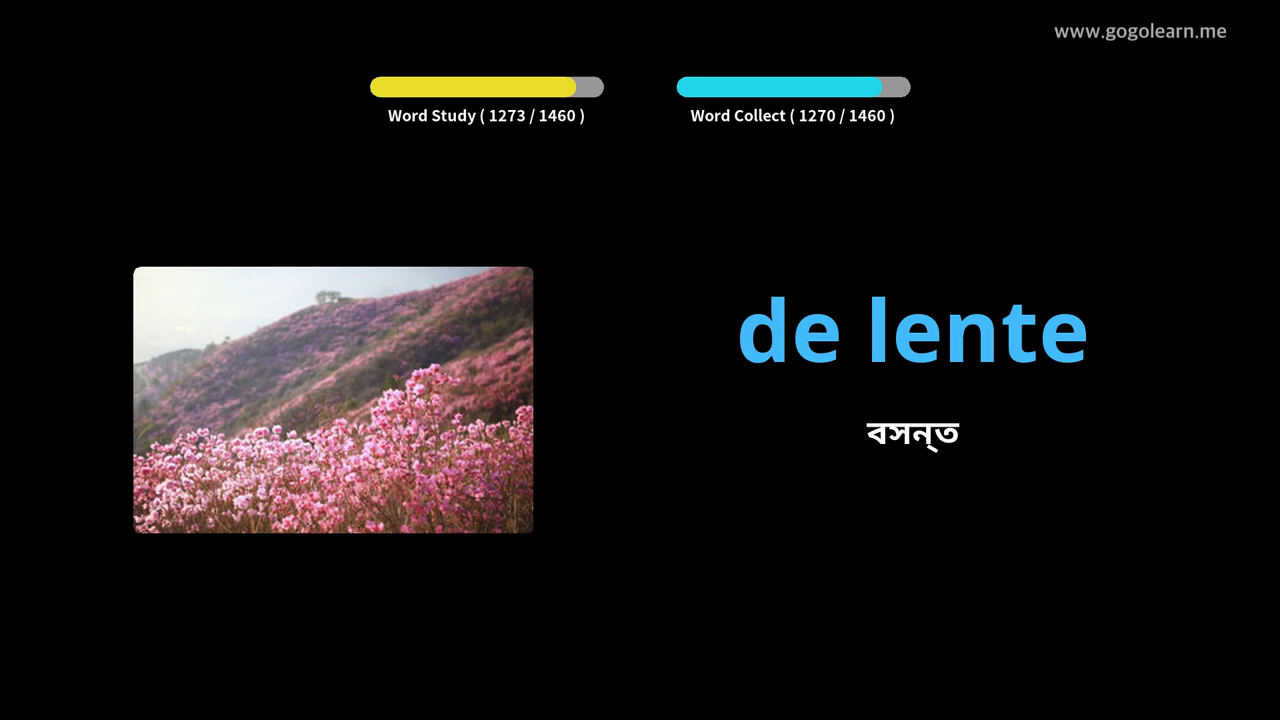 www.gogolearn.me
Word Study ( 1273 / 1460 )
Word Collect ( 1270 / 1460 )
de lente
বসন্ত